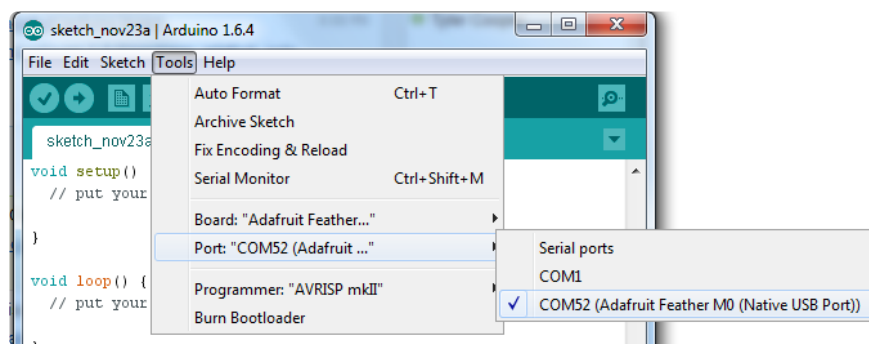 sketch_nov23a | Arduino 1.6.4
File Edit Sketch Tools Help
Auto Format Ctrl+T
Archive Sketch
sketch_nov23a
Fix Encoding & Reload
void setup()
Serial Monitor Ctrl+Shift+M
// put your
Board: "Adafruit Feather..."
}
Port: "COM52 (Adafruit ..."
Serial ports
void loop() {
Programmer: "AVRISP mkII"
COM1
// put your
Burn Bootloader
COM52 (Adafruit Feather M0 (Native USB Port))